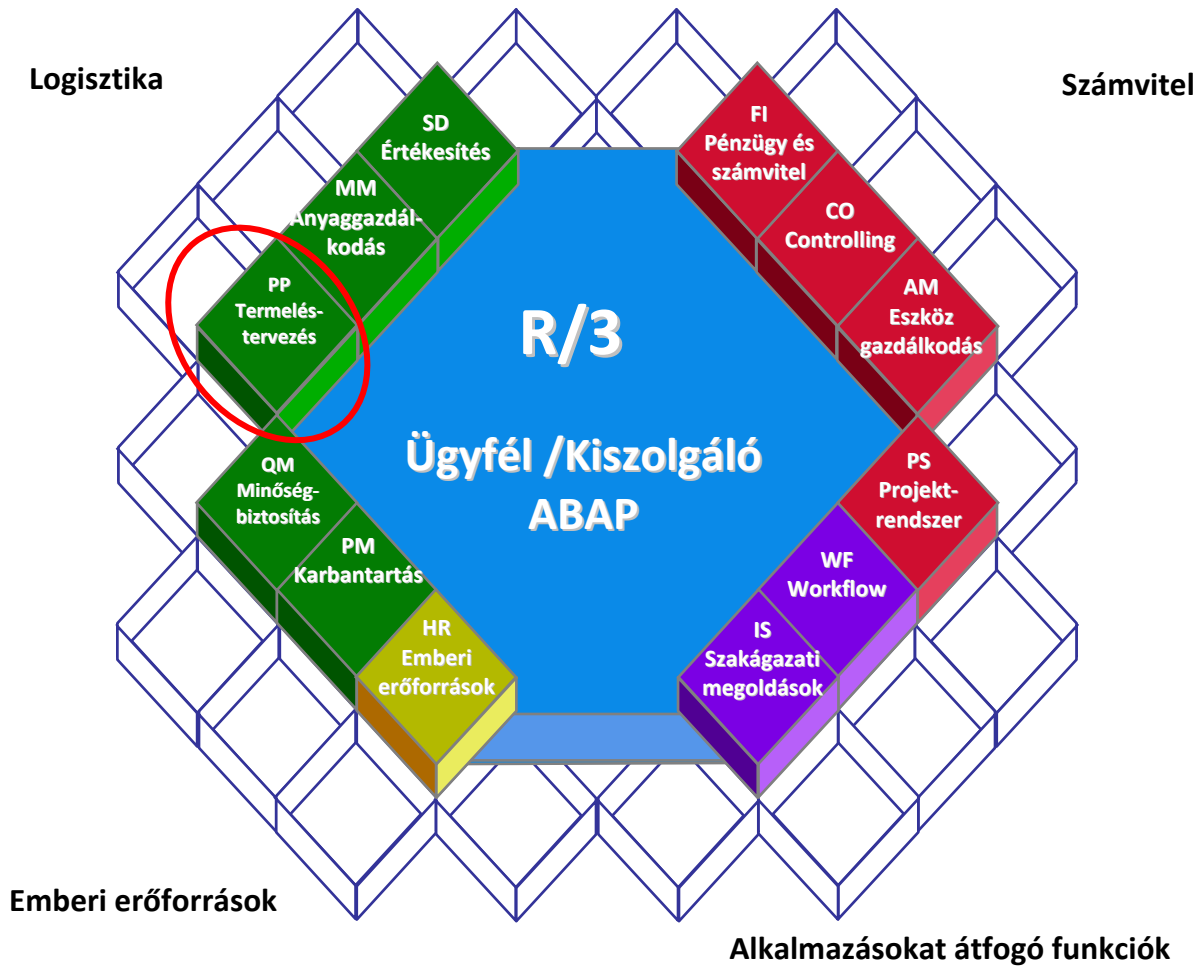 Logisztika
Számvitel
SD
Értékesítés
MM
Anyaggazdál-
kodás
PP
Termelés-
tervezés
QM
Minőség-
biztosítás
PM
Karbantartás
HR
Emberi
erőforrások
R/3
Ügyfél /Kiszolgáló
ABAP
FI
Pénzügy és
számvitel
CO
Controlling
AM
Eszköz
gazdálkodás
PS
Projekt-
rendszer
WF
Workflow
IS
Szakágazati
megoldások
Emberi erőforrások
Alkalmazásokat átfogó funkciók